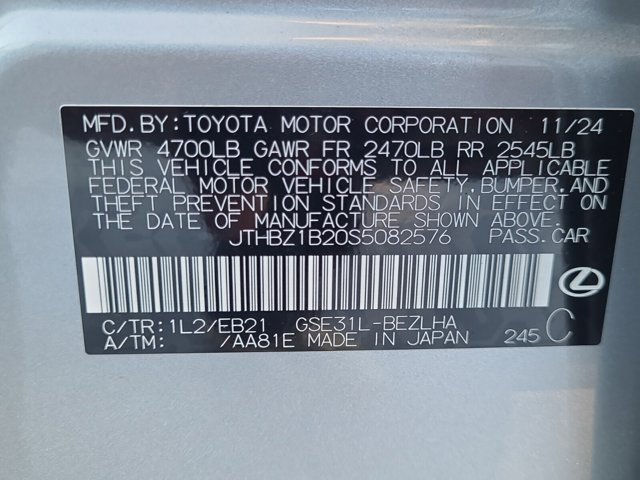 MFD.BY:TOYOTA MOTOR CORPORATION 11/24
GVWR 4700LB GAWR FR 2470LB RR 2545LB
THIS VEHICLE CONFORMS TO ALL APPLICABLE
FEDERAL MOTOR VEHICLE SAFETY,BUMPER,AND
THEFT PREVENTION STANDARDS IN EFFECT ON
THE DATE OF MANUFACTURE SHOWN ABOVE.
JTHBZ1B20S5082576 PASS.CAR
C/TR:1L2/EB21 GSE31L-BEZLHA
A/TM: /AA81E MADE IN JAPAN 245 C